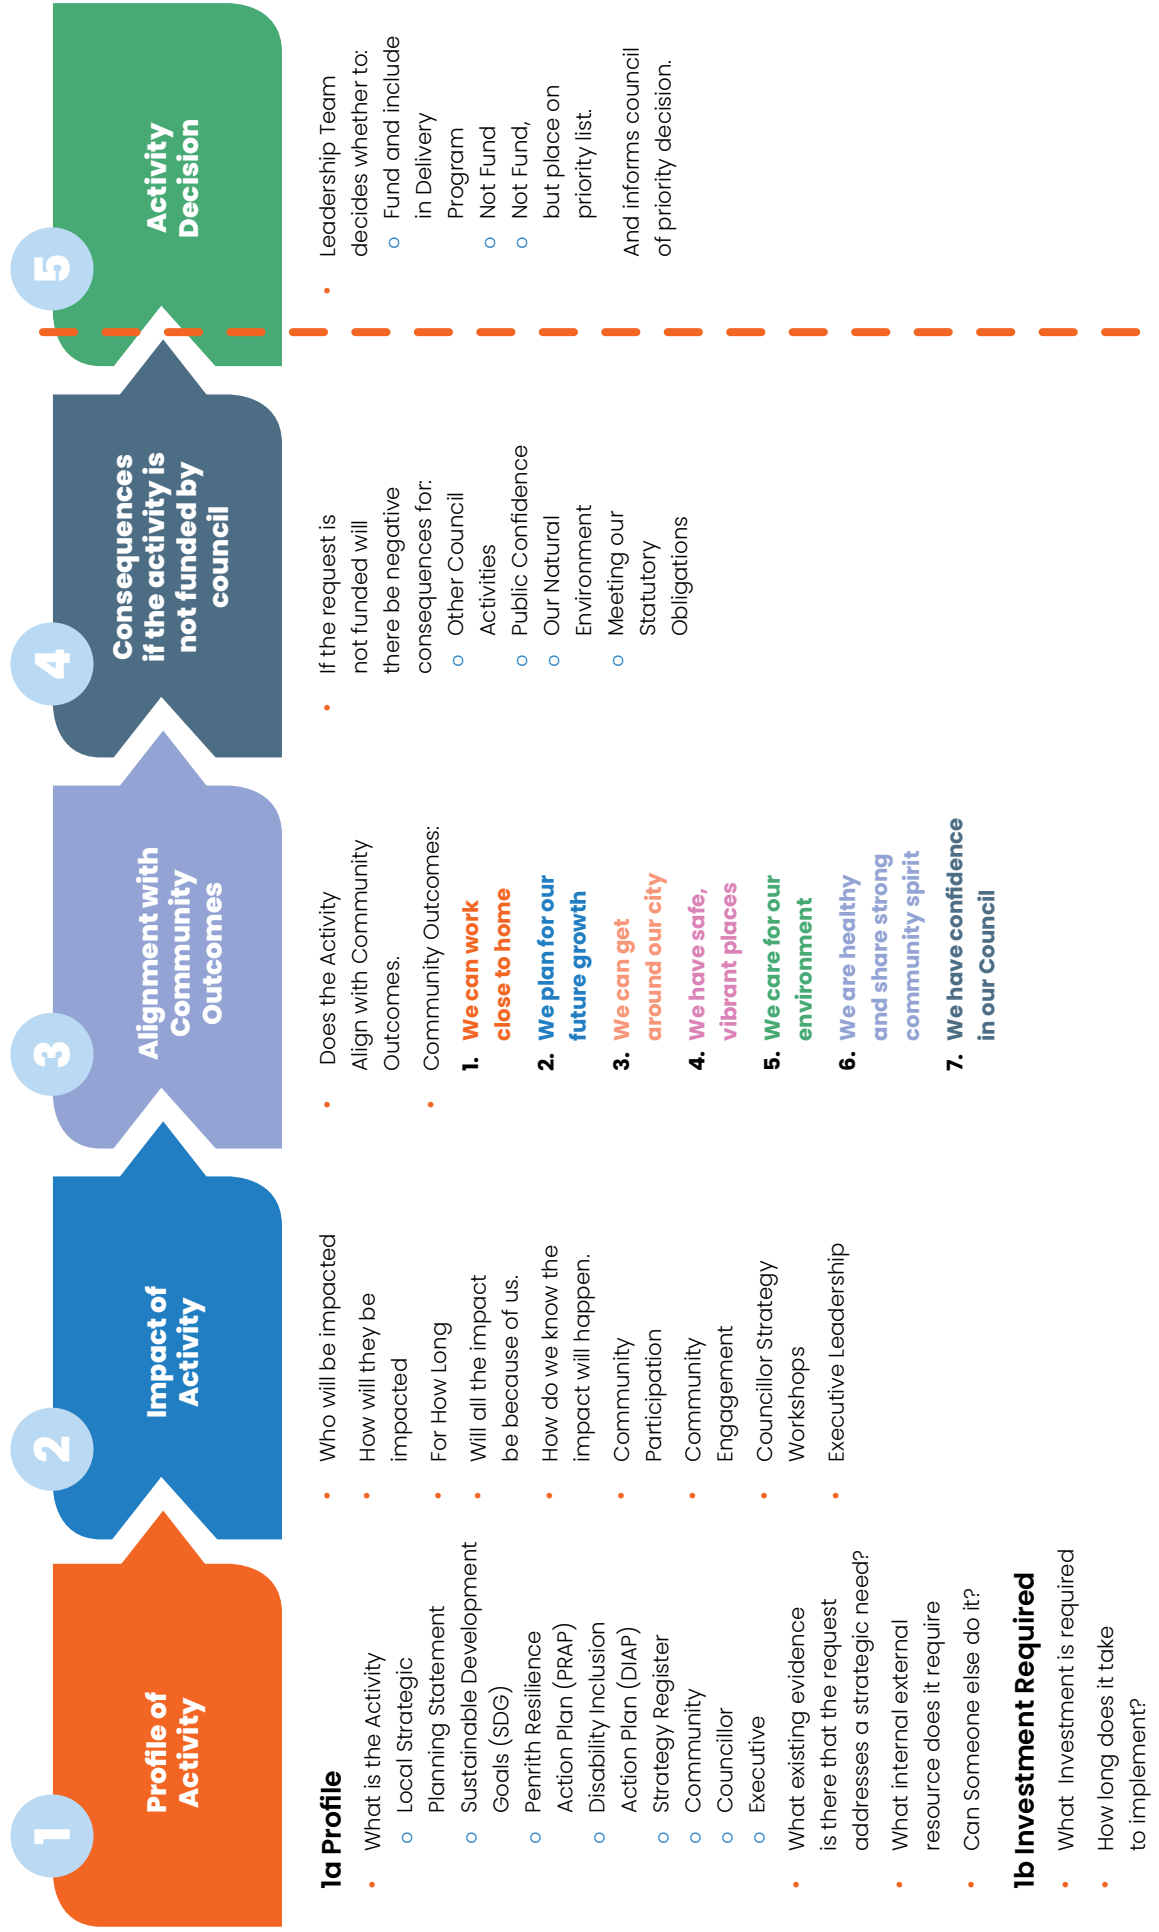 1
Profile of
Activity
1a Profile
• What is the Activity
○ Local Strategic
Planning Statement
○ Sustainable Development
Goals (SDG)
○ Penrith Resilience
Action Plan (PRAP)
○ Disability Inclusion
Action Plan (DIAP)
○ Strategy Register
○ Community
○ Councillor
○ Executive
• What existing evidence
is there that the request
addresses a strategic need?
• What internal external
resource does it require
• Can Someone else do it?
1b Investment Required
• What Investment is required
• How long does it take
to implement?
2
Impact of
Activity
• Who will be impacted
• How will they be
impacted
• For How Long
• Will all the impact
be because of us.
• How do we know the
impact will happen.
• Community
Participation
• Community
Engagement
• Councillor Strategy
Workshops
• Executive Leadership
3
Alignment with
Community
Outcomes
• Does the Activity
Align with Community
Outcomes.
• Community Outcomes:
1. We can work
close to home
2. We plan for our
future growth
3. We can get
around our city
4. We have safe,
vibrant places
5. We care for our
environment
6. We are healthy
and share strong
community spirit
7. We have confidence
in our Council
4
Consequences
if the activity is
not funded by
council
• If the request is
not funded will
there be negative
consequences for:
○ Other Council
Activities
○ Public Confidence
○ Our Natural
Environment
○ Meeting our
Statutory
Obligations
5
Activity
Decision
• Leadership Team
decides whether to:
○ Fund and include
in Delivery
Program
○ Not Fund
○ Not Fund,
but place on
priority list.
And informs council
of priority decision.